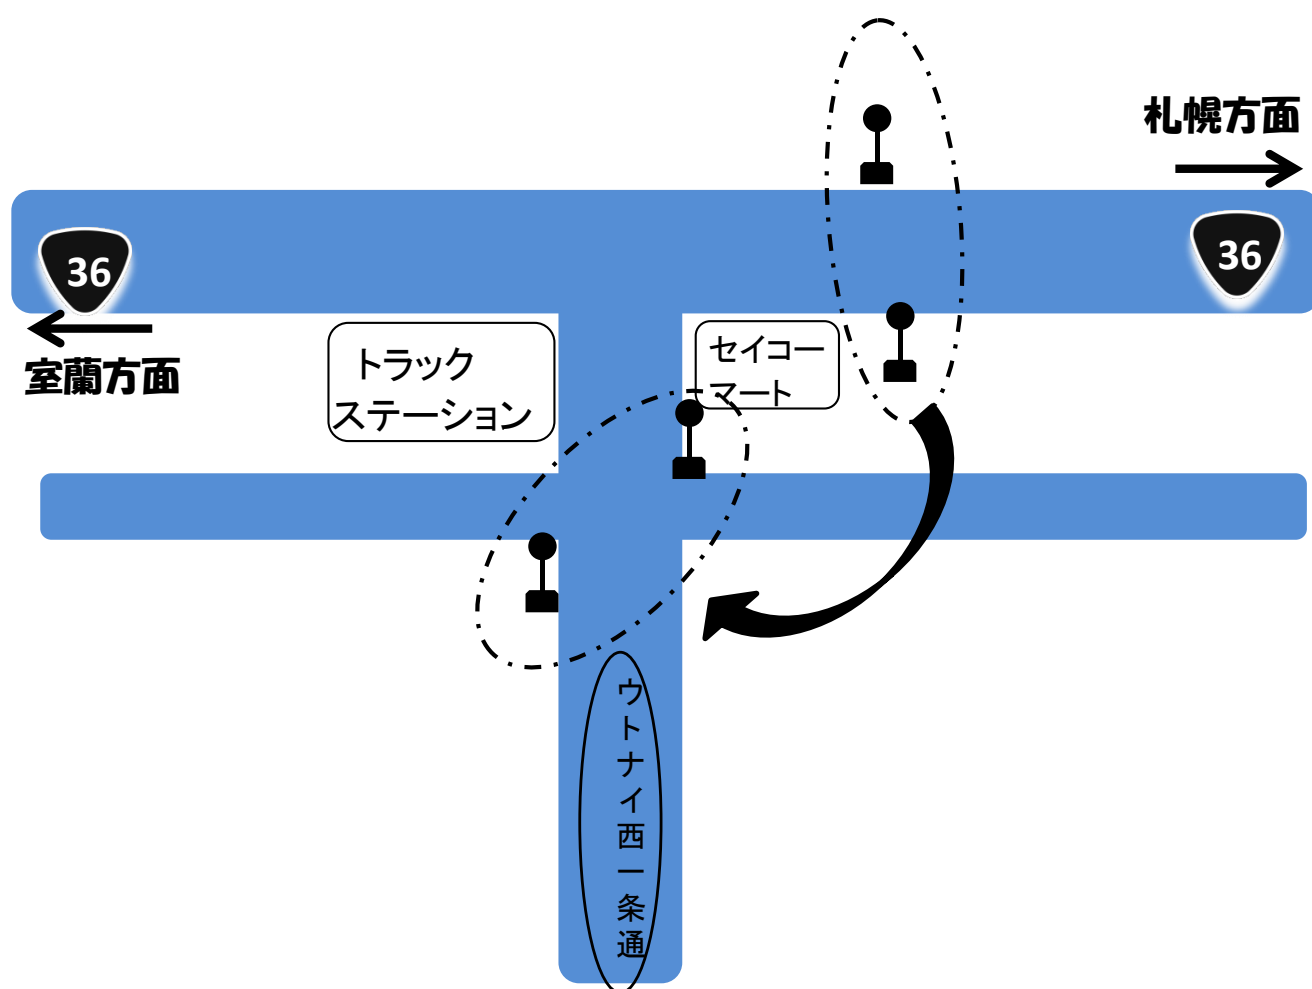 札幌方面
36
36
室蘭方面
トラック
ステーション
セイコー
マート
ウトナイ西一条通